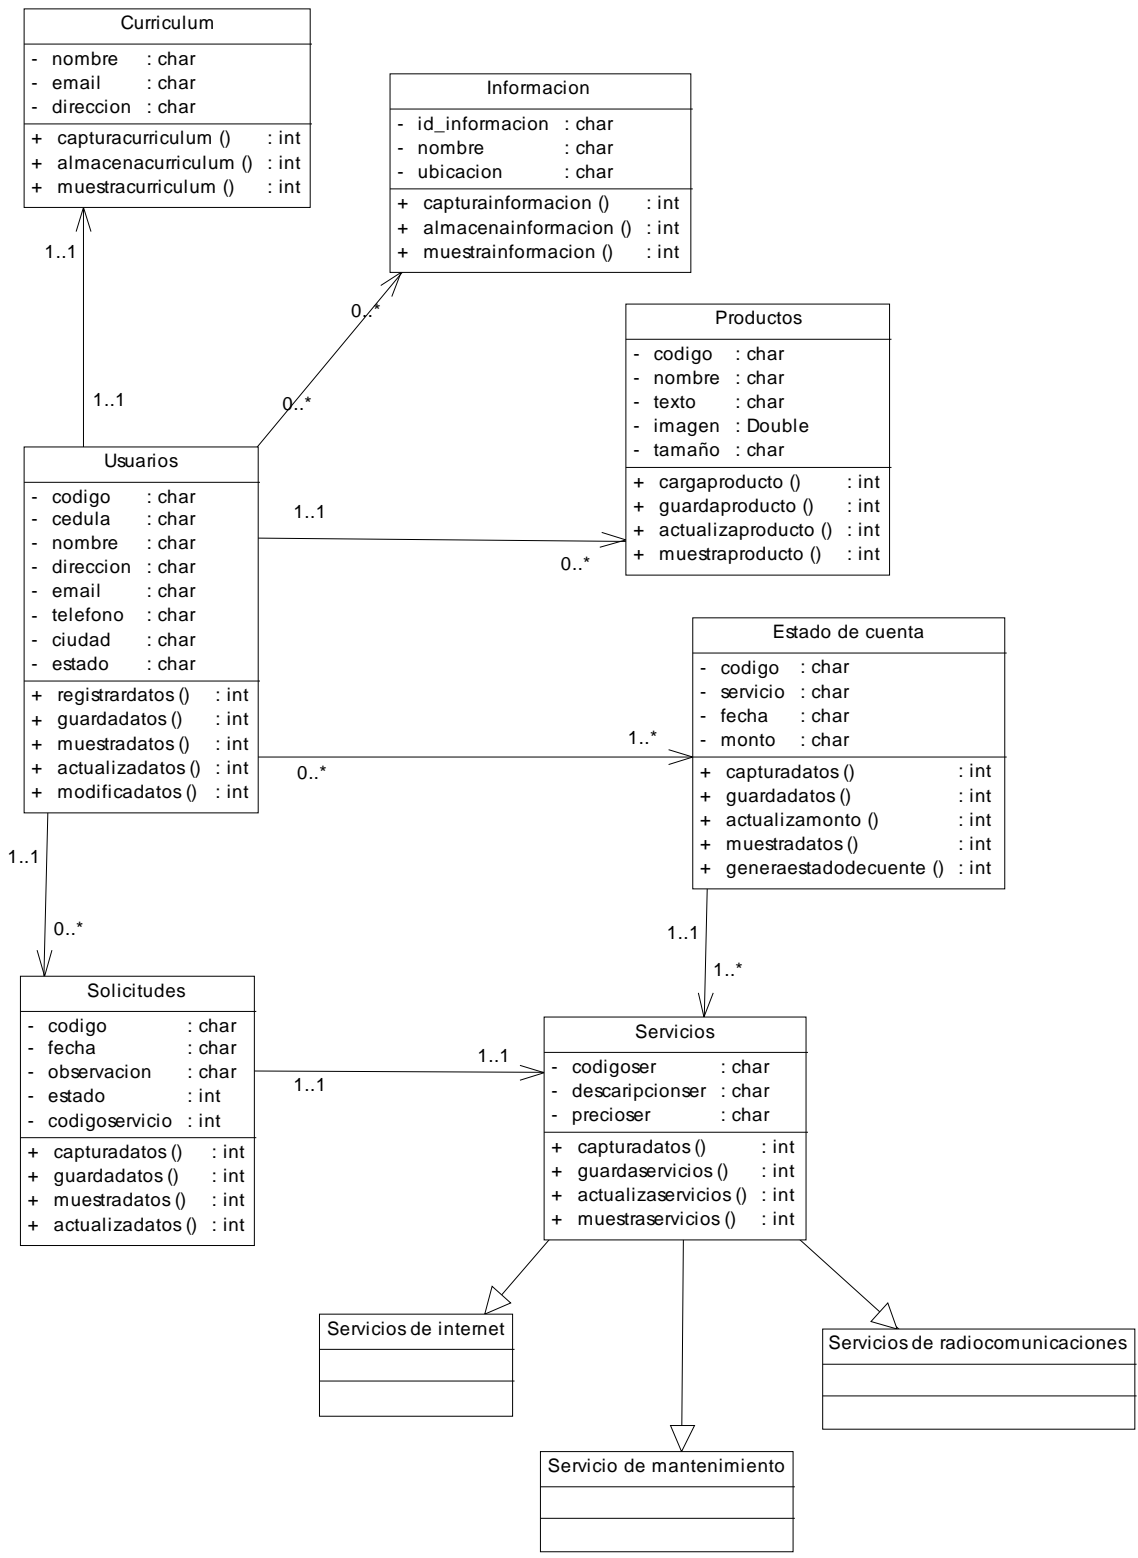 Curriculum
- nombre : char
- email : char
- direccion : char
+ capturacurriculum () : int
+ almacenacurriculum () : int
+ muestracurriculum () : int
1..1
1..1
Informacion
- id_informacion : char
- nombre : char
- ubicacion : char
+ capturainformacion () : int
+ almacenainformacion () : int
+ muestrainformacion () : int
0..*
0..*
Productos
- codigo : char
- nombre : char
- texto : char
- imagen : Double
- tamaño : char
+ cargaproducto () : int
+ guardaproducto () : int
+ actualizaproducto () : int
+ muestraproducto () : int
Usuarios
- codigo : char
- cedula : char
- nombre : char
- direccion : char
- email : char
- telefono : char
- ciudad : char
- estado : char
+ registrardatos () : int
+ guardadatos () : int
+ muestradatos () : int
+ actualizadatos () : int
+ modificadatos () : int
1..1
0..*
Estado de cuenta
- codigo : char
- servicio : char
- fecha : char
- monto : char
+ capturadatos () : int
+ guardadatos () : int
+ actualizamonto () : int
+ muestradatos () : int
+ generaestadodecuente () : int
1..*
0..*
1..1
0..*
1..1
1..*
Solicitudes
- codigo : char
- fecha : char
- observacion : char
- estado : int
- codigoservicio : int
+ capturadatos () : int
+ guardadatos () : int
+ muestradatos () : int
+ actualizadatos () : int
1..1
1..1
Servicios
- codigoser : char
- descaripcionser : char
- precioser : char
+ capturadatos () : int
+ guardaservicios () : int
+ actualizaservicios () : int
+ muestraservicios () : int
Servicios de internet
Servicios de radiocomunicaciones
Servicio de mantenimiento